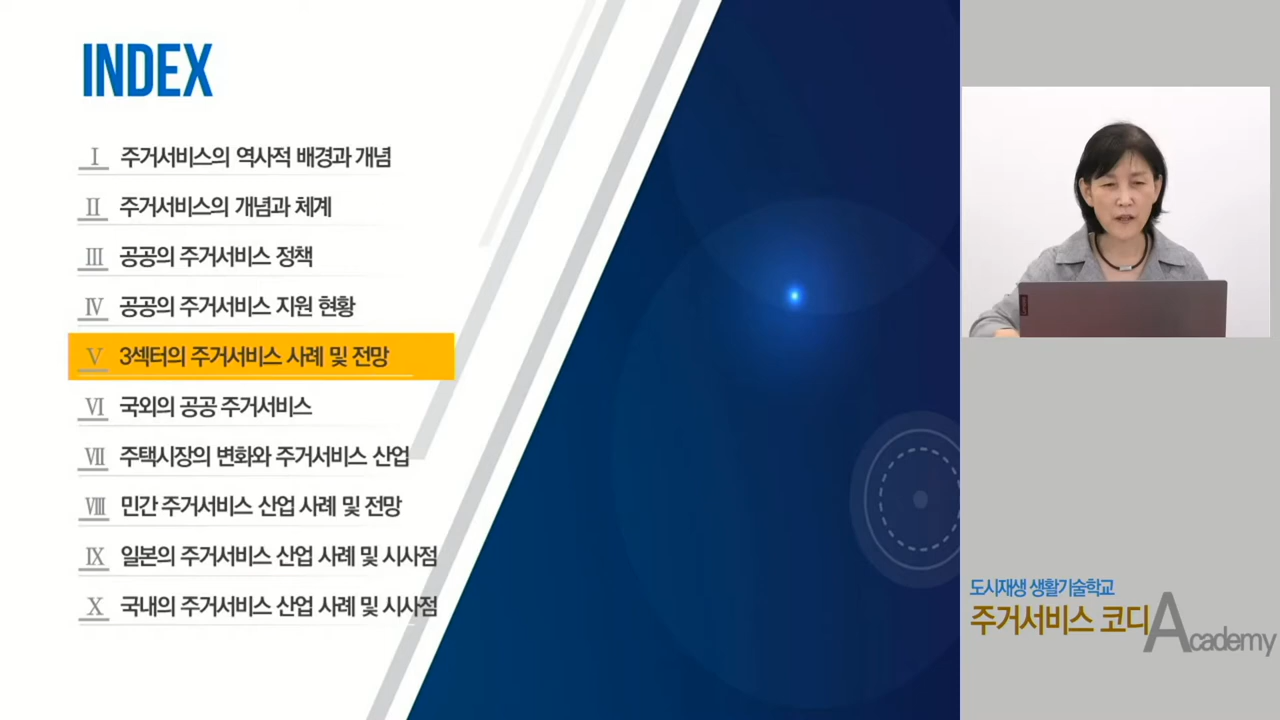 INDEX
Ⅰ 주거서비스의 역사적 배경과 개념
Ⅱ 주거서비스의 개념과 체계
Ⅲ 공공의 주거서비스 정책
Ⅳ 공공의 주거서비스 지원 현황
Ⅴ 3섹터의 주거서비스 사례 및 전망
Ⅵ 국외의 공공 주거서비스
Ⅶ 주택시장의 변화와 주거서비스 산업
Ⅷ 민간 주거서비스 산업 사례 및 전망
Ⅸ 일본의 주거서비스 산업 사례 및 시사점
Ⅹ 국내의 주거서비스 산업 사례 및 시사점
도시재생 생활기술학교
주거서비스 코디 Academy